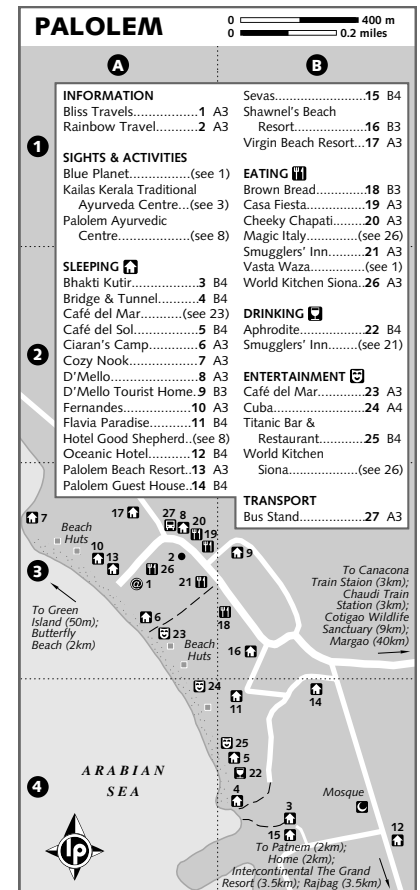 PALOLEM
0 400 m
0 0.2 miles
A
B
1
INFORMATION
Bliss Travels.................1 A3
Rainbow Travel............2 A3
SIGHTS & ACTIVITIES
Blue Planet.............(see 1)
Kailas Kerala Traditional
Ayurveda Centre...(see 3)
Palolem Ayurvedic
Centre...................(see 8)
SLEEPING
Bhakti Kutir..................3 B4
Bridge & Tunnel...........4 B4
Café del Mar..........(see 23)
Café del Sol.................5 B4
Ciaran's Camp.............6 A3
Cozy Nook..................7 A3
D'Mello.......................8 A3
D'Mello Tourist Home..9 B3
Fernandes.................10 A3
Flavia Paradise...........11 B4
Hotel Good Shepherd..(see 8)
Oceanic Hotel............12 B4
Palolem Beach Resort..13 A3
Palolem Guest House..14 B4
Sevas.........................15 B4
Shawnel's Beach
Resort....................16 B3
Virgin Beach Resort...17 A3
EATING
Brown Bread..............18 B3
Casa Fiesta................19 A3
Cheeky Chapati.........20 A3
Magic Italy............(see 26)
Smugglers' Inn..........21 A3
Vasta Waza.............(see 1)
World Kitchen Siona..26 A3
DRINKING
Aphrodite..................22 B4
Smugglers' Inn......(see 21)
ENTERTAINMENT
Café del Mar.............23 A3
Cuba.........................24 A4
Titanic Bar &
Restaurant.............25 B4
World Kitchen
Siona...................(see 26)
TRANSPORT
Bus Stand..................27 A3
2
7
17
27 8
20
19
Beach
Huts
10
13
2
9
26
1
21
3
To Canacona
Train Staion (3km);
Chaudi Train
Station (3km);
Cotigao Wildlife
Sanctuary (9km);
Margao (40km)
To Green
Island (50m);
Butterfly
Beach (2km)
6
23
18
Beach
Huts
16
24
11
14
25
5
22
4
ARABIAN
SEA
4
3
Mosque
15
12
To Patnem (2km);
Home (2km);
Intercontinental The Grand
Resort (3.5km); Rajbag (3.5km)
lp